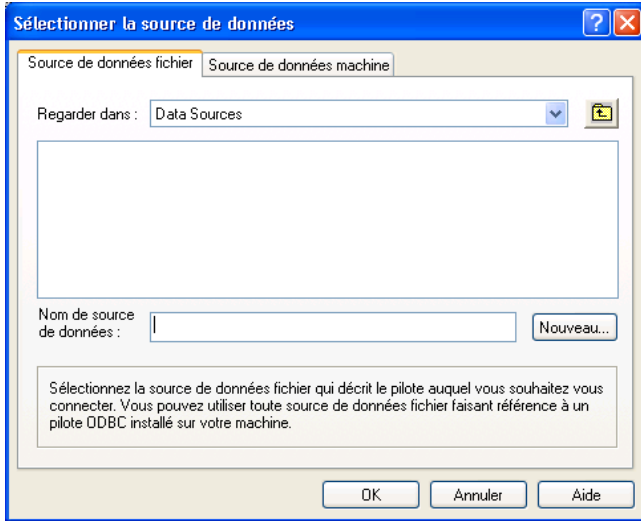 Sélectionner la source de données
Source de données fichier Source de données machine
Regarder dans : Data Sources
Nom de source
de données :
Nouveau...
Sélectionnez la source de données fichier qui décrit le pilote auquel vous souhaitez vous
connecter. Vous pouvez utiliser toute source de données fichier faisant référence à un
pilote ODBC installé sur votre machine.
OK Annuler Aide